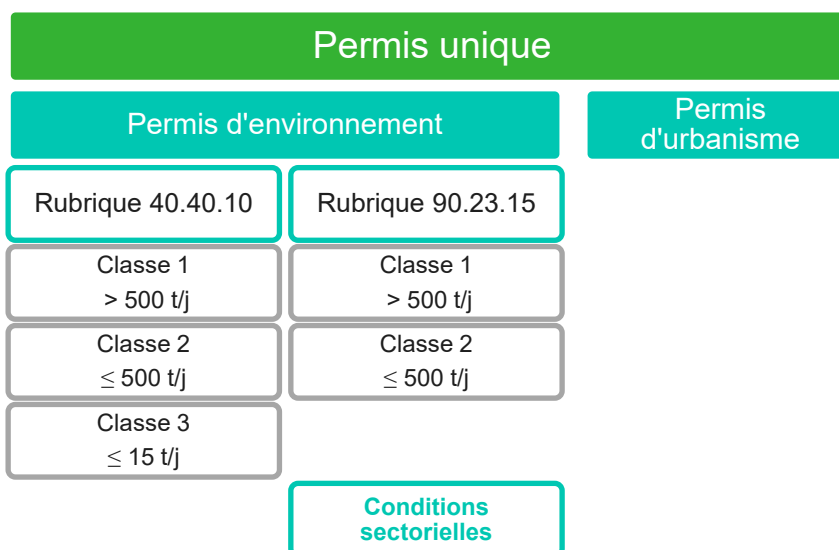 Permis unique
Permis d'environnement
Permis
d'urbanisme
Rubrique 40.40.10
Rubrique 90.23.15
Classe 1
> 500 t/j
Classe 1
> 500 t/j
Classe 2
≤ 500 t/j
Classe 2
≤ 500 t/j
Classe 3
≤ 15 t/j
Conditions
sectorielles